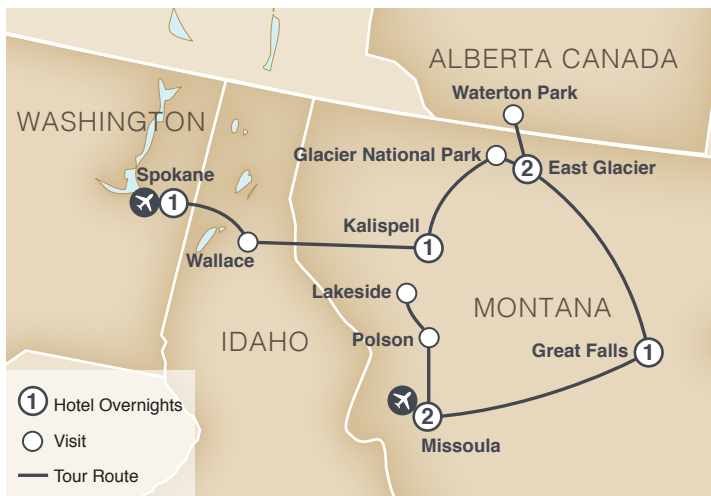 ALBERTA CANADA
Waterton Park
WASHINGTON
Glacier National Park
2
East Glacier
Spokane
1
Kalispell
1
Wallace
Lakeside
MONTANA
IDAHO
Polson
Great Falls
1
2
Missoula
1 Hotel Overnights
Visit
Tour Route